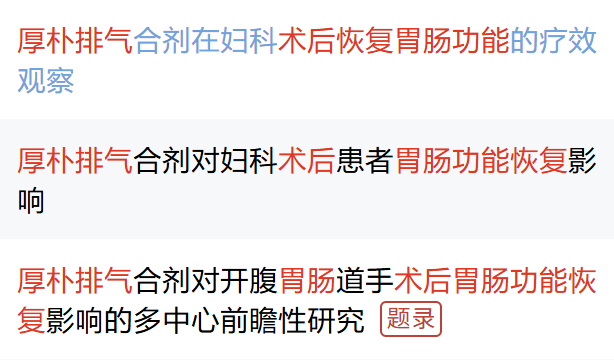 厚朴排气合剂在妇科术后恢复胃肠功能的疗效
观察
厚朴排气合剂对妇科术后患者胃肠功能恢复影
响
厚朴排气合剂对开腹胃肠道手术后胃肠功能恢
复影响的多中心前瞻性研究 题录